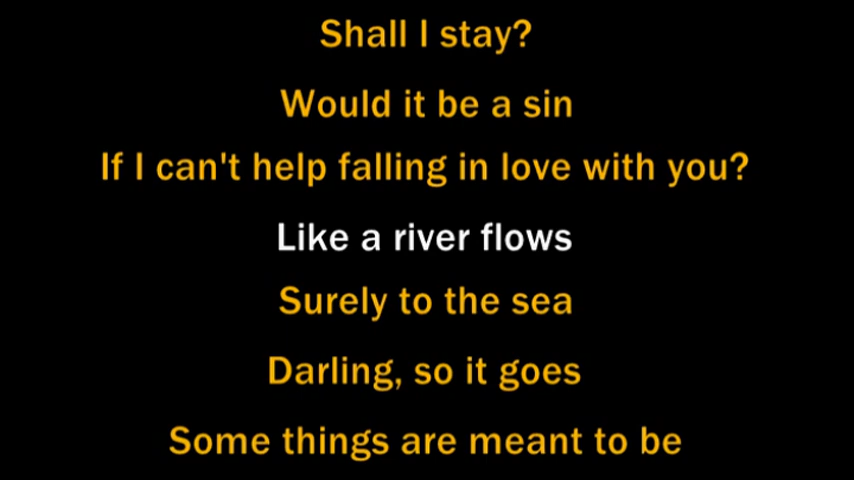 Shall I stay?
Would it be a sin
If I can't help falling in love with you?
Like a river flows
Surely to the sea
Darling, so it goes
Some things are meant to be